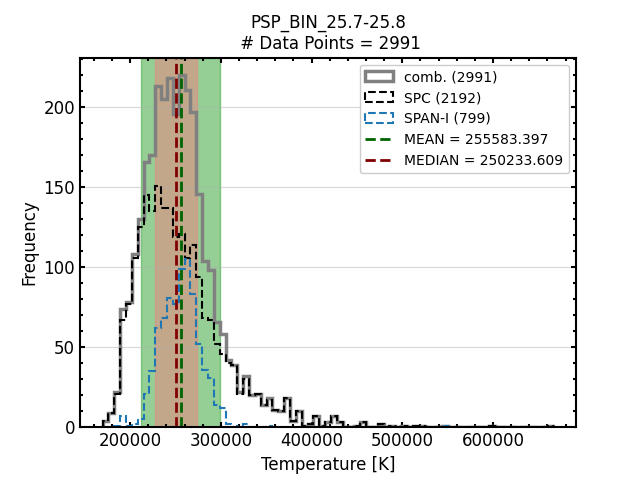 PSP_BIN_25.7-25.8
# Data Points = 2991
comb. (2991)
SPC (2192)
SPAN-I (799)
MEAN = 255583.397
MEDIAN = 250233.609
Frequency
200
150
100
50
0
200000 300000 400000 500000 600000
Temperature [K]